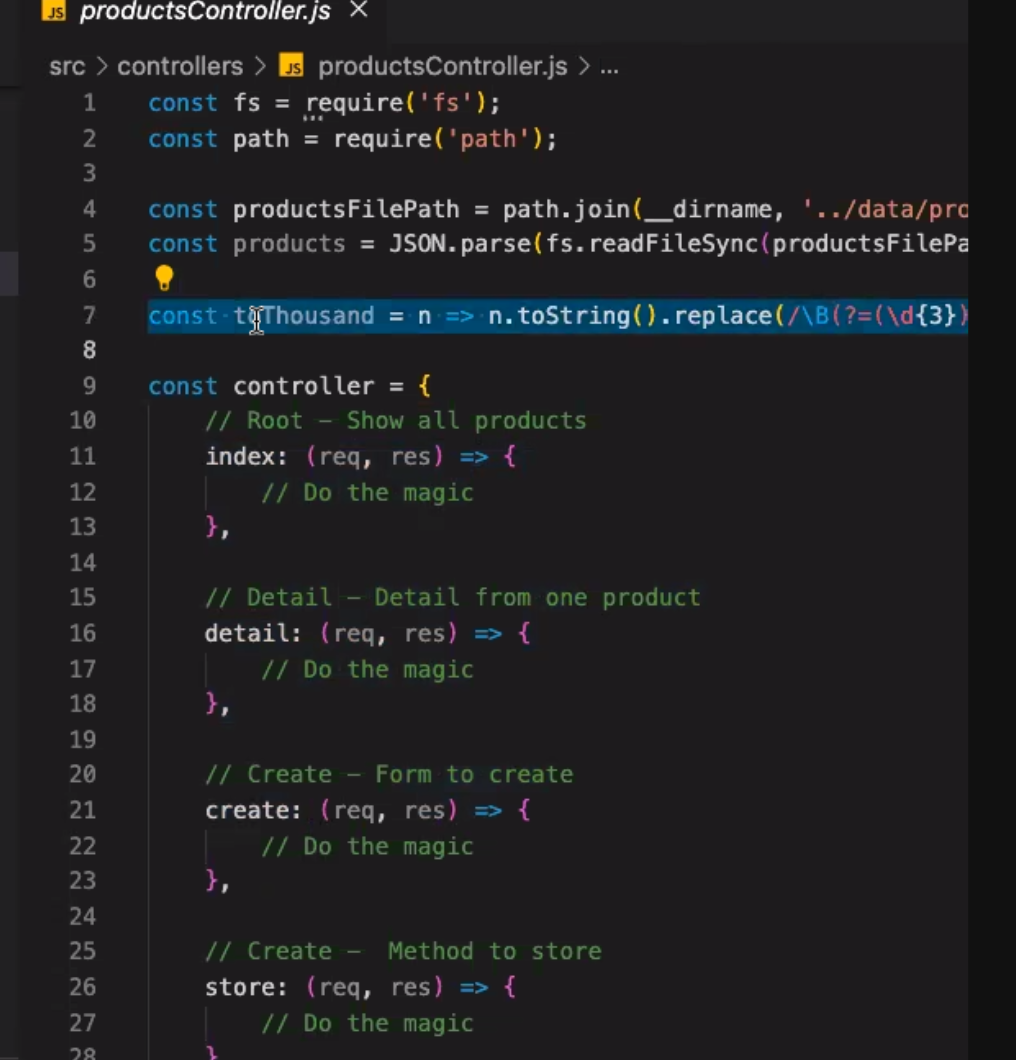 JS productsController.js ×
src > controllers > JS productsController.js > ...
1 const fs = require('fs');
2 const path = require('path');
3
4 const productsFilePath = path.join(__dirname, '../data/pro
5 const products = JSON.parse(fs.readFileSync(productsFilePa
6
7 const toThousand = n => n.toString().replace(/\B(?=(\d{3})
8
9 const controller = {
10 // Root - Show all products
11 index: (req, res) => {
12 // Do the magic
13 },
14
15 // Detail - Detail from one product
16 detail: (req, res) => {
17 // Do the magic
18 },
19
20 // Create - Form to create
21 create: (req, res) => {
22 // Do the magic
23 },
24
25 // Create -  Method to store
26 store: (req, res) => {
27 // Do the magic
28 }